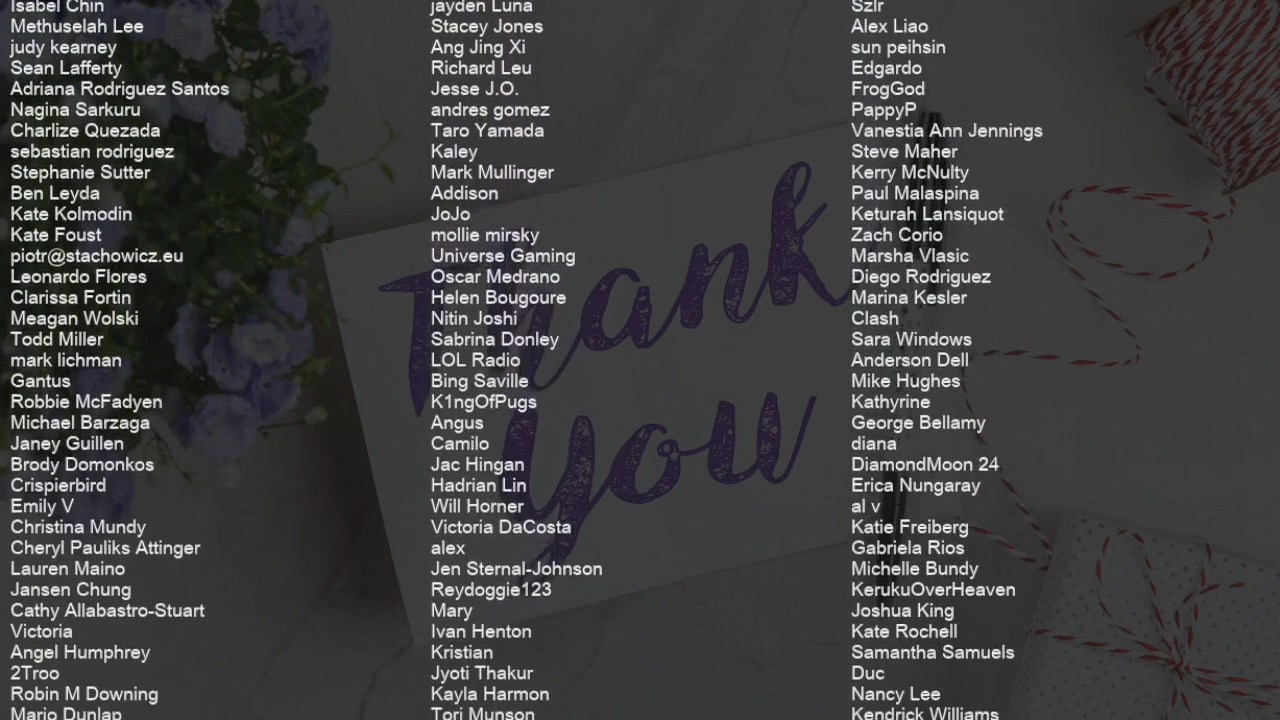 Isabel Chin
Methuselah Lee
judy kearney
Sean Lafferty
Adriana Rodriguez Santos
Nagina Sarkuru
Charlize Quezada
sebastian rodriguez
Stephanie Sutter
Ben Leyda
Kate Kolmodin
Kate Foust
piotr@stachowicz.eu
Leonardo Flores
Clarissa Fortin
Meagan Wolski
Todd Miller
mark lichman
Gantus
Robbie McFadyen
Michael Barzaga
Janey Guillen
Brody Domonkos
Crispierbird
Emily V
Christina Mundy
Cheryl Pauliks Attinger
Lauren Maino
Jansen Chung
Cathy Allabastro-Stuart
Victoria
Angel Humphrey
2Troo
Robin M Downing
Mario Dunlap
jayden Luna
Stacey Jones
Ang Jing Xi
Richard Leu
Jesse J.O.
andres gomez
Taro Yamada
Kaley
Mark Mullinger
Addison
JoJo
mollie mirsky
Universe Gaming
Oscar Medrano
Helen Bougoure
Nitin Joshi
Sabrina Donley
LOL Radio
Bing Saville
K1ngOfPugs
Angus
Camilo
Jac Hingan
Hadrian Lin
Will Horner
Victoria DaCosta
alex
Jen Sternal-Johnson
Reydoggie123
Mary
Ivan Henton
Kristian
Jyoti Thakur
Kayla Harmon
Tori Munson
Szlr
Alex Liao
sun peihsin
Edgardo
FrogGod
PappyP
Vanestia Ann Jennings
Steve Maher
Kerry McNulty
Paul Malaspina
Keturah Lansiquot
Zach Corio
Marsha Vlasic
Diego Rodriguez
Marina Kesler
Clash
Sara Windows
Anderson Dell
Mike Hughes
Kathyrine
George Bellamy
diana
DiamondMoon 24
Erica Nungaray
al v
Katie Freiberg
Gabriela Rios
Michelle Bundy
KerukuOverHeaven
Joshua King
Kate Rochell
Samantha Samuels
Duc
Nancy Lee
Kendrick Williams
Thank
you